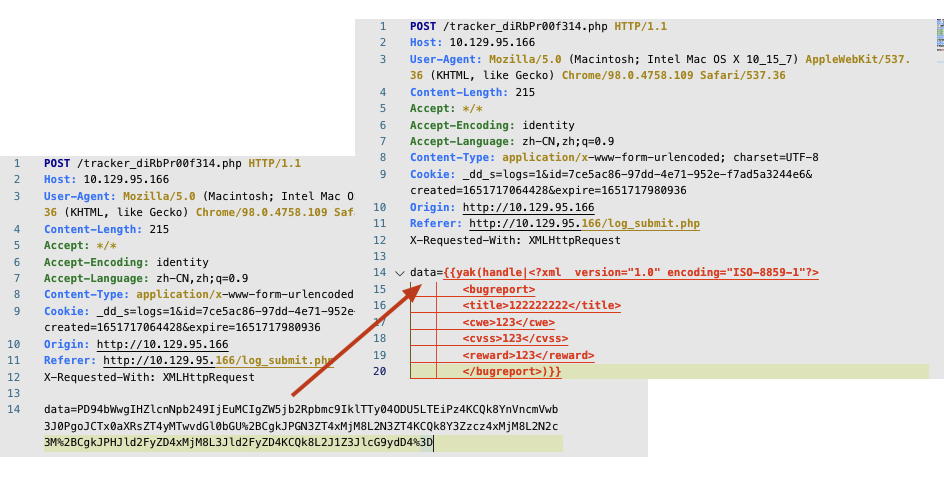 1 POST /tracker_diRbPr00f314.php HTTP/1.1
2 Host: 10.129.95.166
3 User-Agent: Mozilla/5.0 (Macintosh; Intel Mac OS X 10_15_7) AppleWebKit/537.
36 (KHTML, like Gecko) Chrome/98.0.4758.109 Safari/537.36
4 Content-Length: 215
5 Accept: */*
6 Accept-Encoding: identity
7 Accept-Language: zh-CN,zh;q=0.9
8 Content-Type: application/x-www-form-urlencoded; charset=UTF-8
9 Cookie: _dd_s=logs=1&id=7ce5ac86-97dd-4e71-952e-f7ad5a3244e6&
created=1651717064428&expire=1651717980936
10 Origin: http://10.129.95.166
11 Referer: http://10.129.95.166/log_submit.php
12 X-Requested-With: XMLHttpRequest
13
14 data={{yak(handle|<?xml  version="1.0" encoding="ISO-8859-1"?>
15 <bugreport>
16 <title>122222222</title>
17 <cwe>123</cwe>
18 <cvss>123</cvss>
19 <reward>123</reward>
20 </bugreport>)}}
1 POST /tracker_diRbPr00f314.php HTTP/1.1
2 Host: 10.129.95.166
3 User-Agent: Mozilla/5.0 (Macintosh; Intel Mac O
36 (KHTML, like Gecko) Chrome/98.0.4758.109 Saf
4 Content-Length: 215
5 Accept: */*
6 Accept-Encoding: identity
7 Accept-Language: zh-CN,zh;q=0.9
8 Content-Type: application/x-www-form-urlencoded
9 Cookie: _dd_s=logs=1&id=7ce5ac86-97dd-4e71-952e-
created=1651717064428&expire=1651717980936
10 Origin: http://10.129.95.166
11 Referer: http://10.129.95.166/log_submit.php
12 X-Requested-With: XMLHttpRequest
13
14 data=PD94bWwgIHZlcnNpb249IjEuMCIgZW5jb2Rpbmc9IklTTy04ODU5LTEiPz4KCQk8YnVncmVwb
3J0PgoJCTx0aXRsZT4yMTwvdGl0bGU%2BCgkJPGN3ZT4xMjM8L2N3ZT4KCQk8Y3Zzcz4xMjM8L2N2c
3M%2BCgkJPHJld2FyZD4xMjM8L3Jld2FyZD4KCQk8L2J1Z3JlcG9ydD4%3D